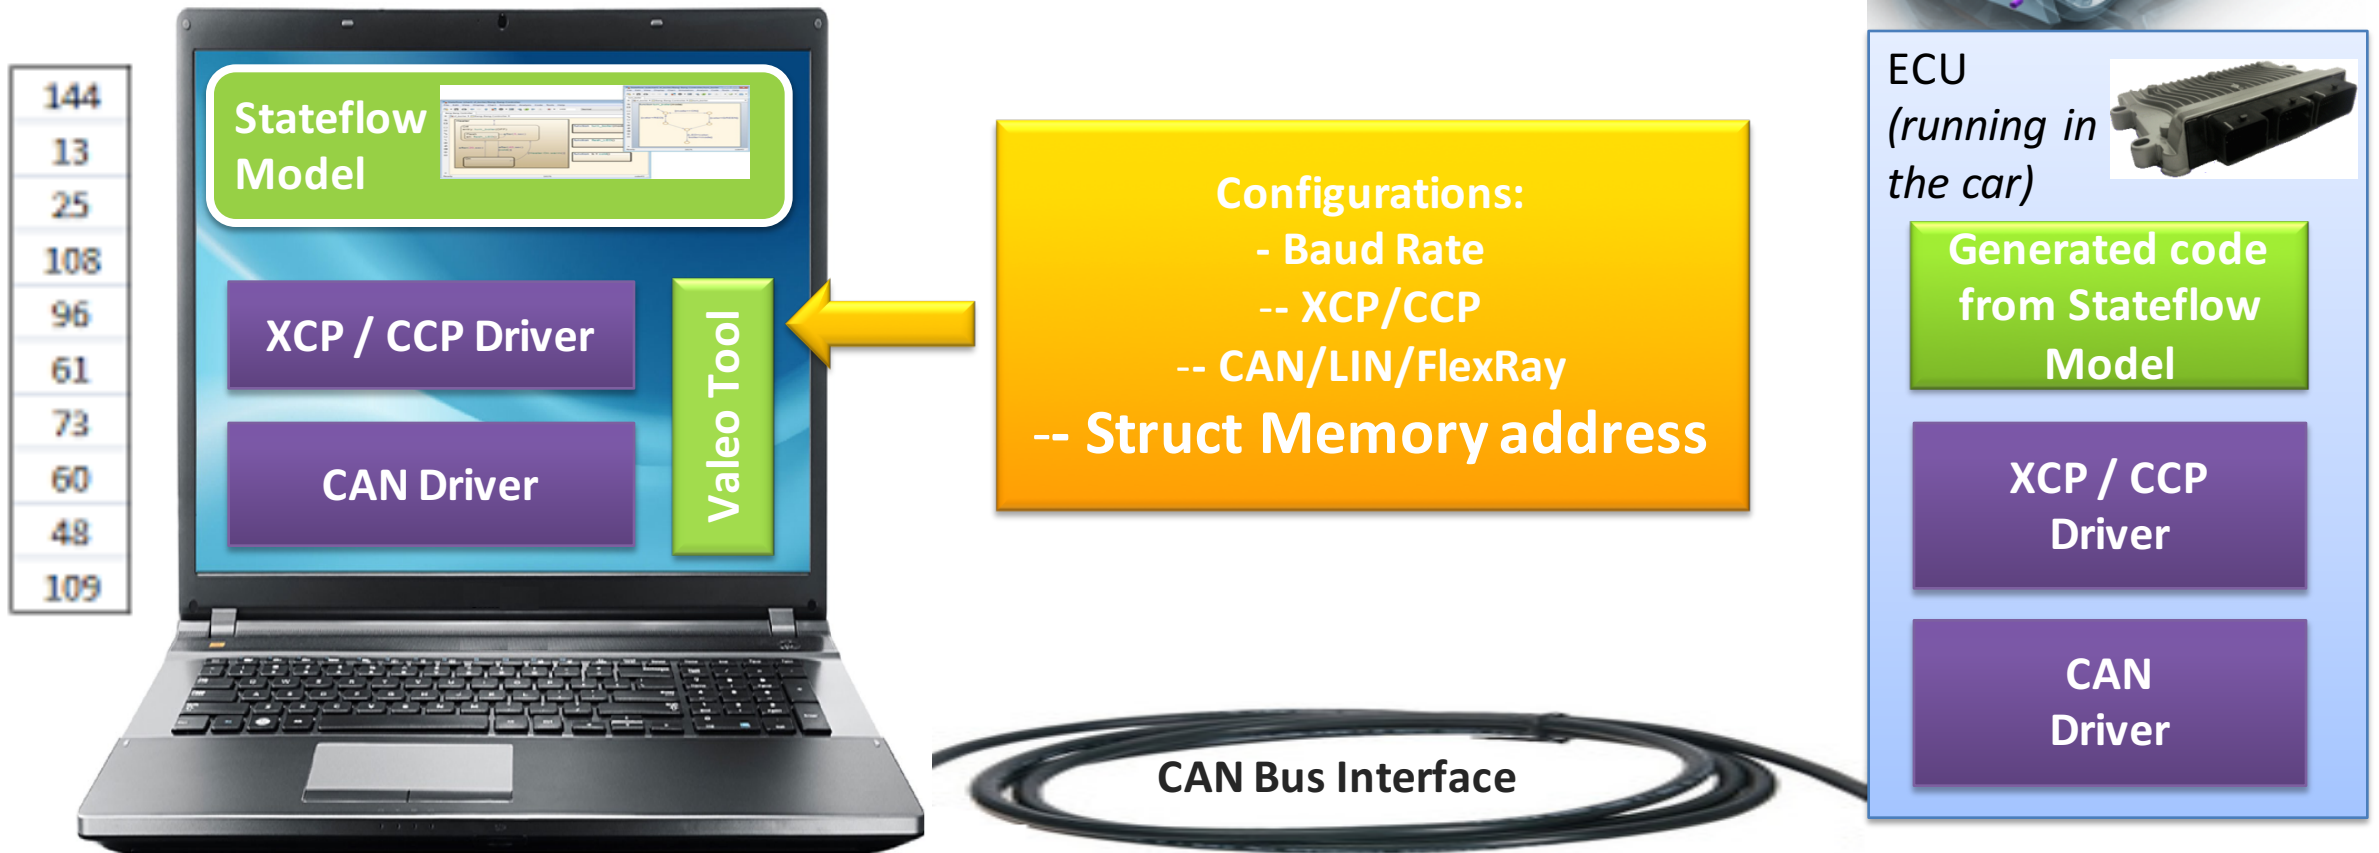 144
13
25
108
96
61
73
60
48
109
Stateflow
Model
XCP / CCP Driver
CAN Driver
Valeo Tool
Configurations:
- Baud Rate
-- XCP/CCP
-- CAN/LIN/FlexRay
-- Struct Memory address
CAN Bus Interface
ECU
(running in
the car)
Generated code
from Stateflow
Model
XCP / CCP
Driver
CAN
Driver